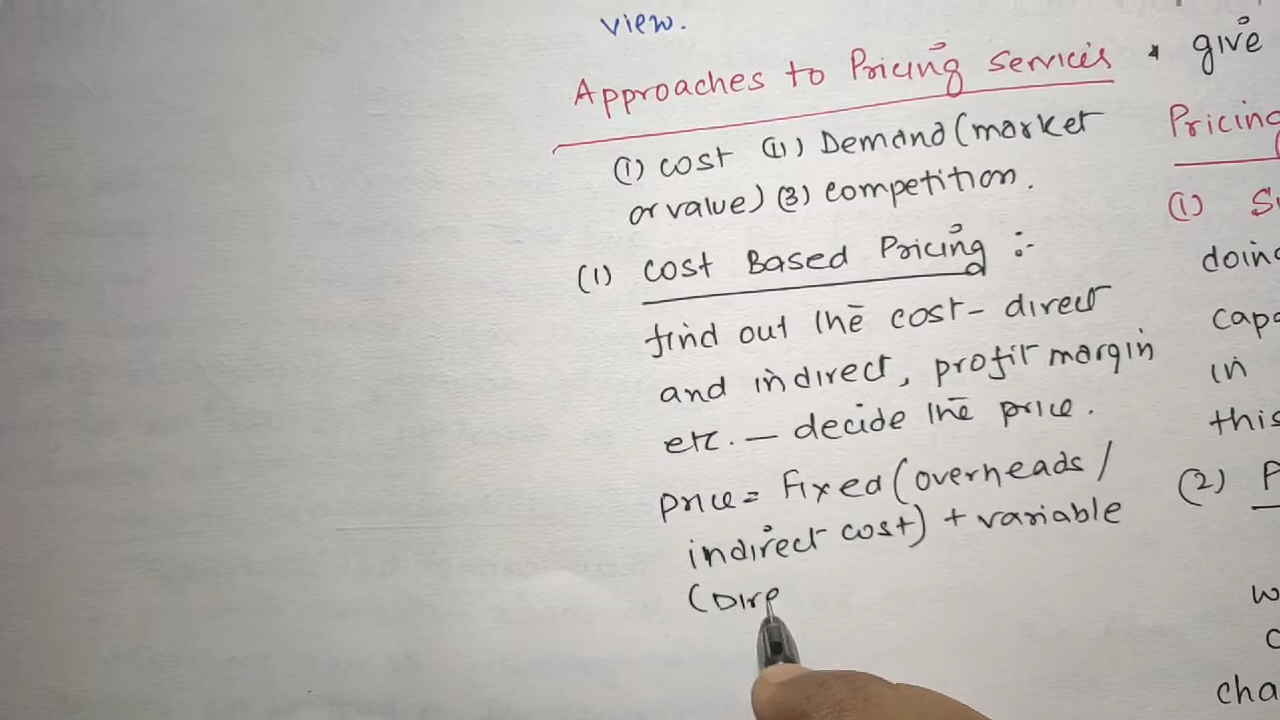 view.
Approaches to Pricing services
(1) cost (11) Demand (market
or value) (3) competition.
(1) cost Based Pricing :-
find out the cost - direct
and indirect, profit margin
etc. — decide the price.
price = Fixed (overheads /
indirect cost) + variable
(Dire
* give
Pricing
(1) S
doing
capa
in
this
(2) P
w
c
cha